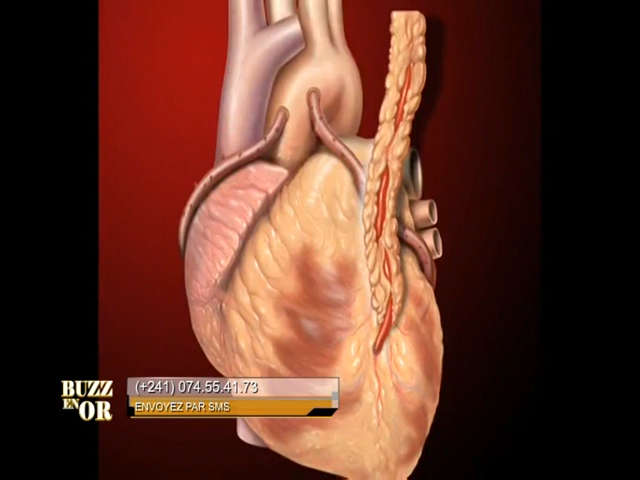 BUZZ
EN OR
(+241) 074.55.41.73
ENVOYEZ PAR SMS